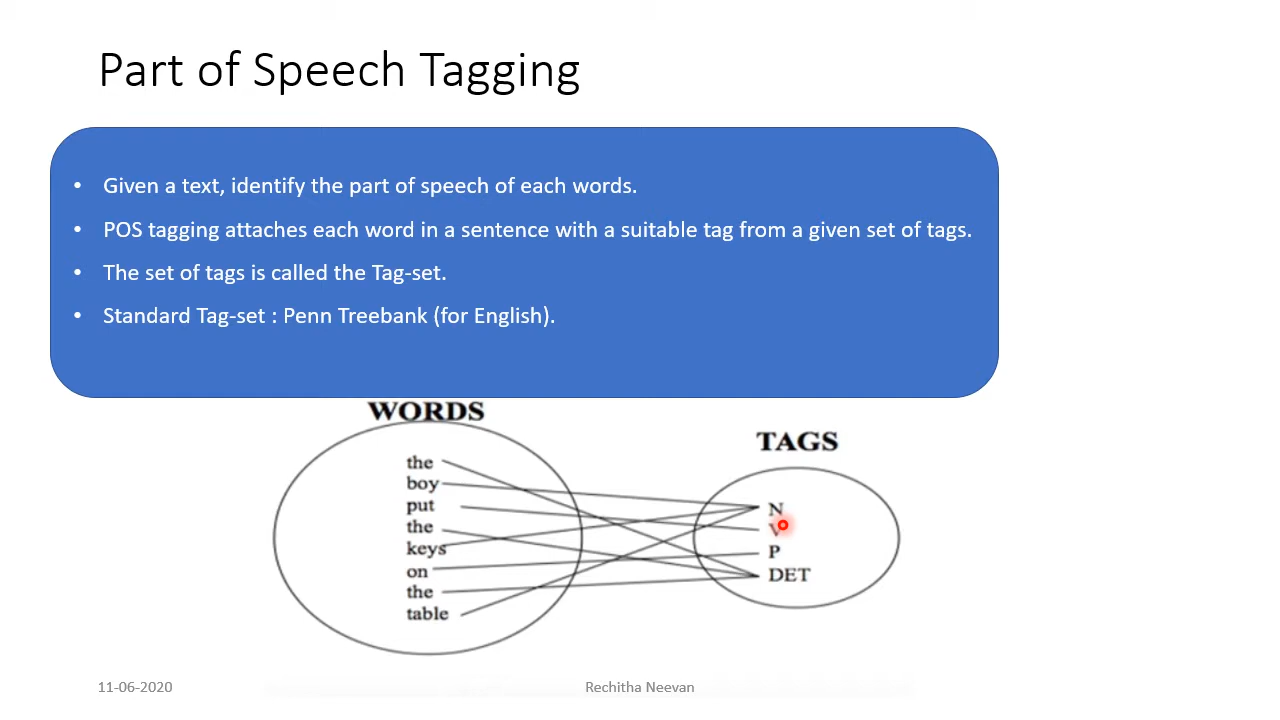 Part of Speech Tagging
• Given a text, identify the part of speech of each words.
• POS tagging attaches each word in a sentence with a suitable tag from a given set of tags.
• The set of tags is called the Tag-set.
• Standard Tag-set : Penn Treebank (for English).
WORDS
the
boy
put
the
keys
on
the
table
TAGS
N
V
P
DET
11-06-2020
Rechitha Neevan